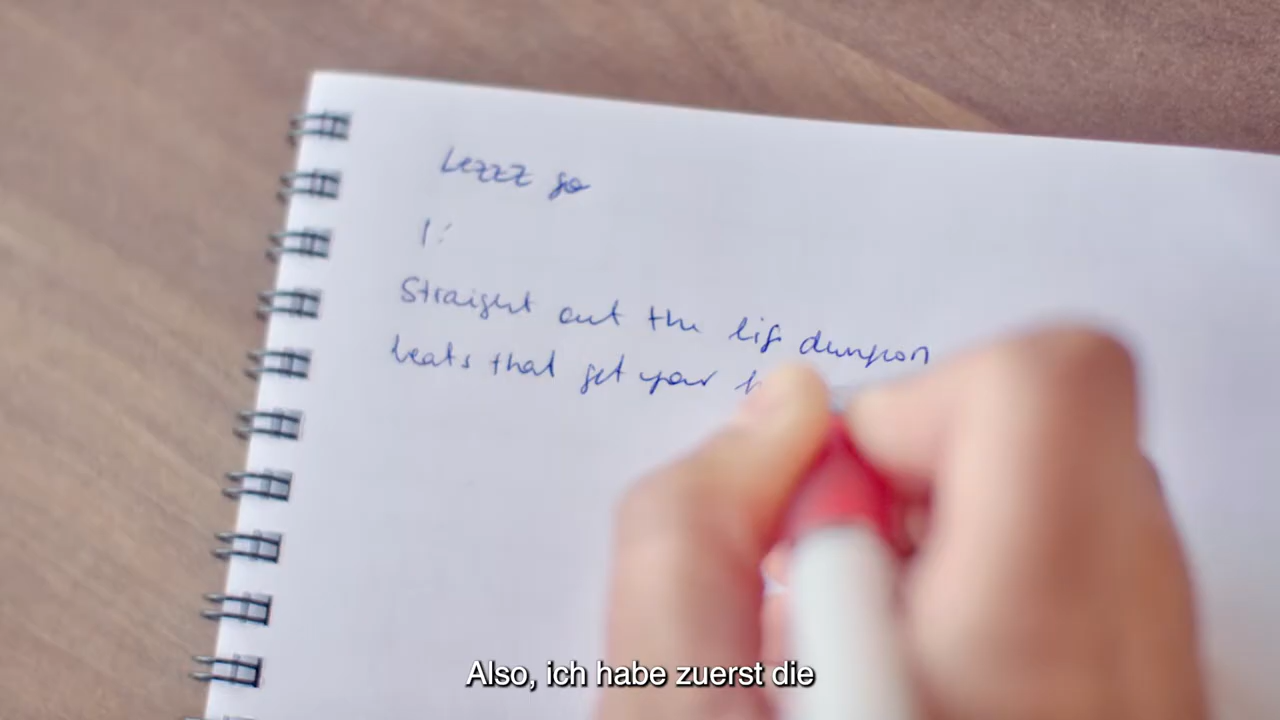 Lezzz go
1:
Straight out the lif dungeon
beats that get your
Also, ich habe zuerst die